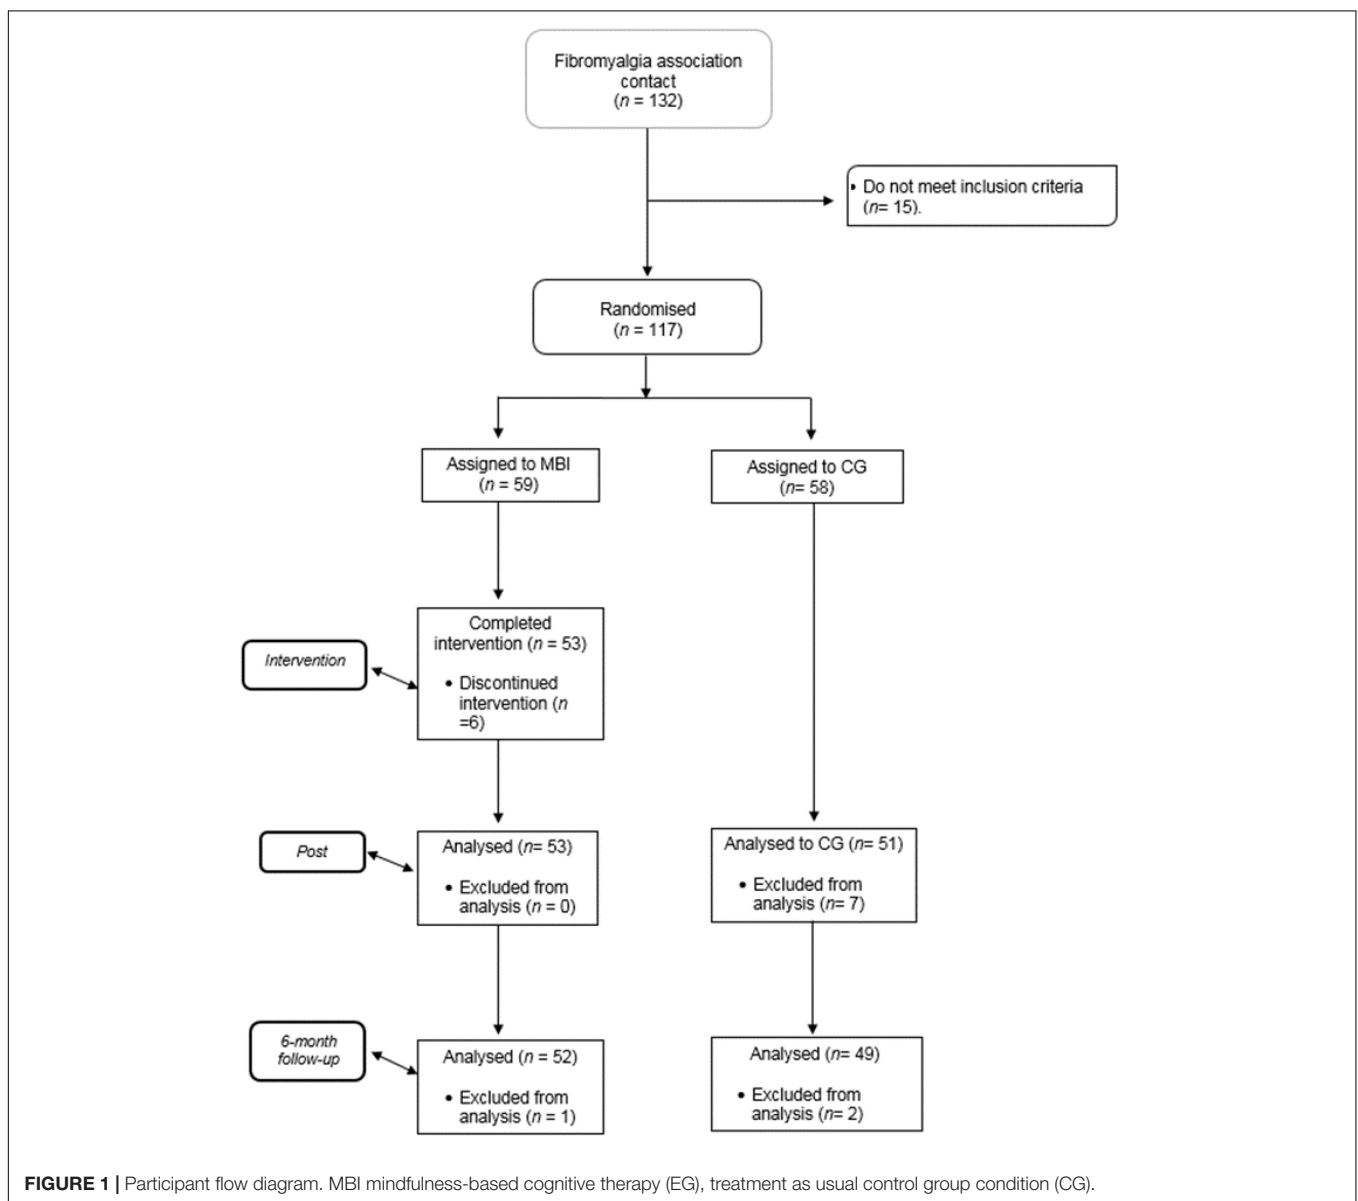 Fibromyalgia association
contact
(n = 132)
• Do not meet inclusion criteria
(n= 15).
Randomised
(n = 117)
Assigned to MBI
(n = 59)
Assigned to CG
(n= 58)
Completed
intervention (n = 53)
• Discontinued
intervention (n
=6)
Intervention
Post
Analysed (n= 53)
• Excluded from
analysis (n = 0)
Analysed to CG (n= 51)
• Excluded from
analysis (n= 7)
6-month
follow-up
Analysed (n = 52)
• Excluded from
analysis (n = 1)
Analysed (n= 49)
• Excluded from
analysis (n= 2)
FIGURE 1 | Participant flow diagram. MBI mindfulness-based cognitive therapy (EG), treatment as usual control group condition (CG).